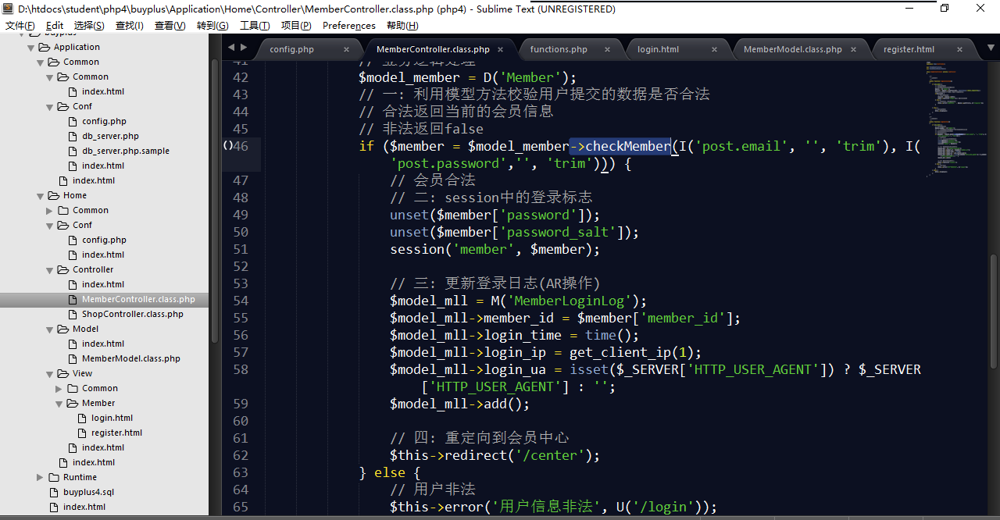 D:\htdocs\student\php4\buyplus\Application\Home\Controller\MemberController.class.php (php4) - Sublime Text (UNREGISTERED)
文件(F) Edit 选择(S) 查找(I) 查看(V) 转到(G) 工具(T) 项目(P) Preferences 帮助(H)
buyplus
Application
Common
Common
index.html
Conf
config.php
db_server.php
db_server.php.sample
index.html
index.html
Home
Common
Conf
config.php
index.html
Controller
index.html
MemberController.class.php
ShopController.class.php
Model
index.html
MemberModel.class.php
View
Common
Member
login.html
register.html
index.html
index.html
Runtime
buyplus4.sql
index.html
config.php × MemberController.class.php × functions.php × login.html × MemberModel.class.php × register.html ×
41 // 业务逻辑处理
42 $model_member = D('Member');
43 // 一: 利用模型方法校验用户提交的数据是否合法
44 // 合法返回当前的会员信息
45 // 非法返回false
46 if ($member = $model_member->checkMember(I('post.email', '', 'trim'), I(
'post.password','', 'trim'))) {
47 // 会员合法
48 // 二: session中的登录标志
49 unset($member['password']);
50 unset($member['password_salt']);
51 session('member', $member);
52
53 // 三: 更新登录日志(AR操作)
54 $model_mll = M('MemberLoginLog');
55 $model_mll->member_id = $member['member_id'];
56 $model_mll->login_time = time();
57 $model_mll->login_ip = get_client_ip(1);
58 $model_mll->login_ua = isset($_SERVER['HTTP_USER_AGENT']) ? $_SERVER
['HTTP_USER_AGENT'] : '';
59 $model_mll->add();
60
61 // 四: 重定向到会员中心
62 $this->redirect('/center');
63 } else {
64 // 用户非法
65 $this->error('用户信息非法', U('/login'));